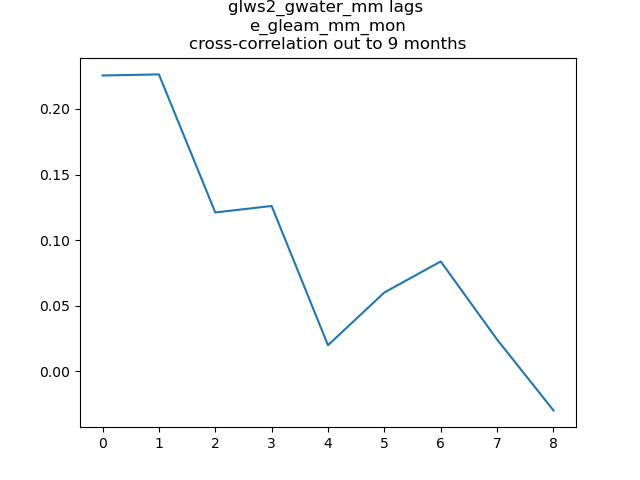 glws2_gwater_mm lags
e_gleam_mm_mon
cross-correlation out to 9 months
0.20
0.15
0.10
0.05
0.00
0 1 2 3 4 5 6 7 8